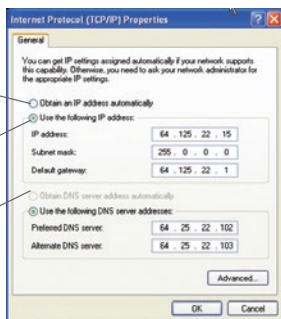 Internet Protocol (TCP/IP) Properties
General
You can get IP settings assigned automatically if your network supports
this capability. Otherwise, you need to ask your network administrator for
the appropriate IP settings.
Obtain an IP address automatically
Use the following IP address:
IP address: 64 . 125 . 22 . 15
Subnet mask: 255 . 0 . 0 . 0
Default gateway: 64 . 125 . 22 . 1
Obtain DNS server address automatically
Use the following DNS server addresses:
Preferred DNS server: 64 . 25 . 22 . 102
Alternate DNS server: 64 . 25 . 22 . 103
Advanced...
OK Cancel